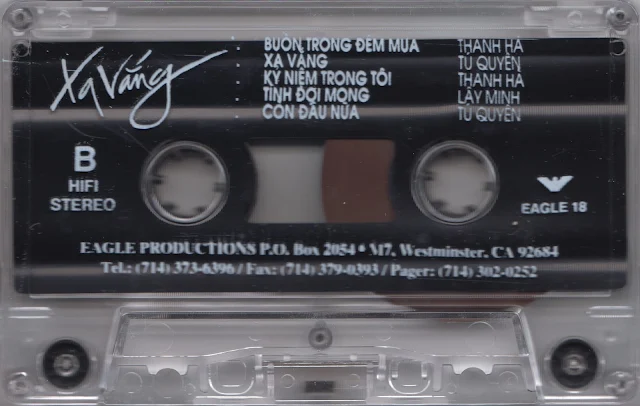 Xa Vắng
BUỒN TRONG ĐÊM MƯA THANH HÀ
XA VẮNG TÚ QUYÊN
KỶ NIỆM TRONG TÔI THANH HÀ
TÌNH ĐỢI MONG LÂY MINH
CÒN ĐÂU NỮA TÚ QUYÊN
B
HIFI
STEREO
EAGLE 18
EAGLE PRODUCTIONS P.O. Box 2054 * M7, Westminster, CA 92684
Tel.: (714) 373-6396 / Fax: (714) 379-0393 / Pager: (714) 302-0252